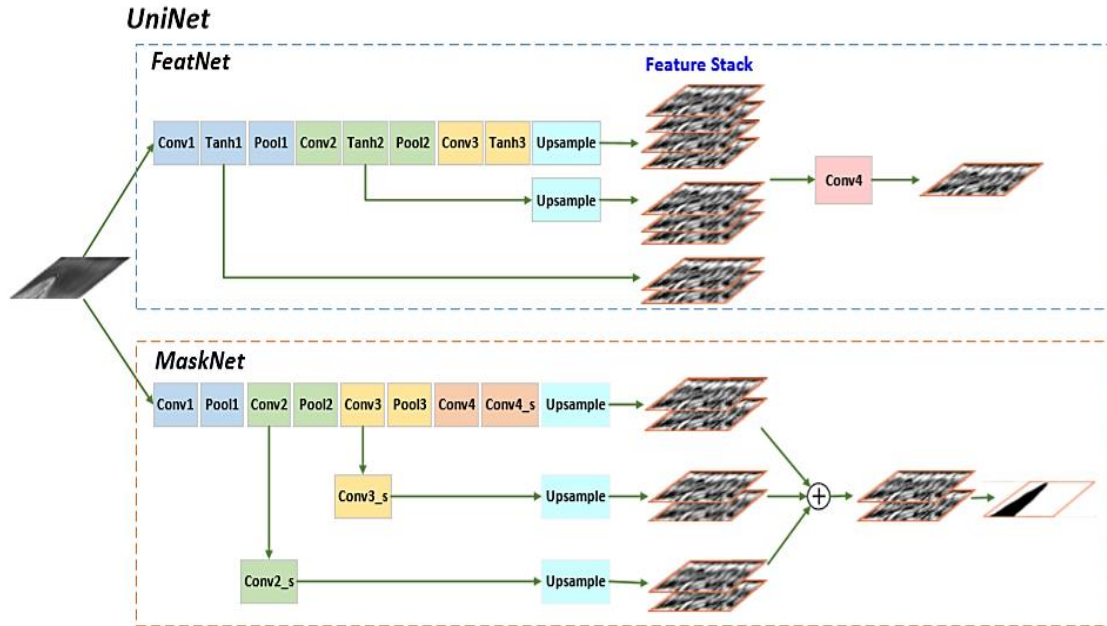 UniNet
FeatNet
Feature Stack
Conv1 Tanh1 Pool1 Conv2 Tanh2 Pool2 Conv3 Tanh3 Upsample
Conv4
Upsample
MaskNet
Conv1 Pool1 Conv2 Pool2 Conv3 Pool3 Conv4 Conv4_s Upsample
Conv3_s Upsample
Conv2_s Upsample